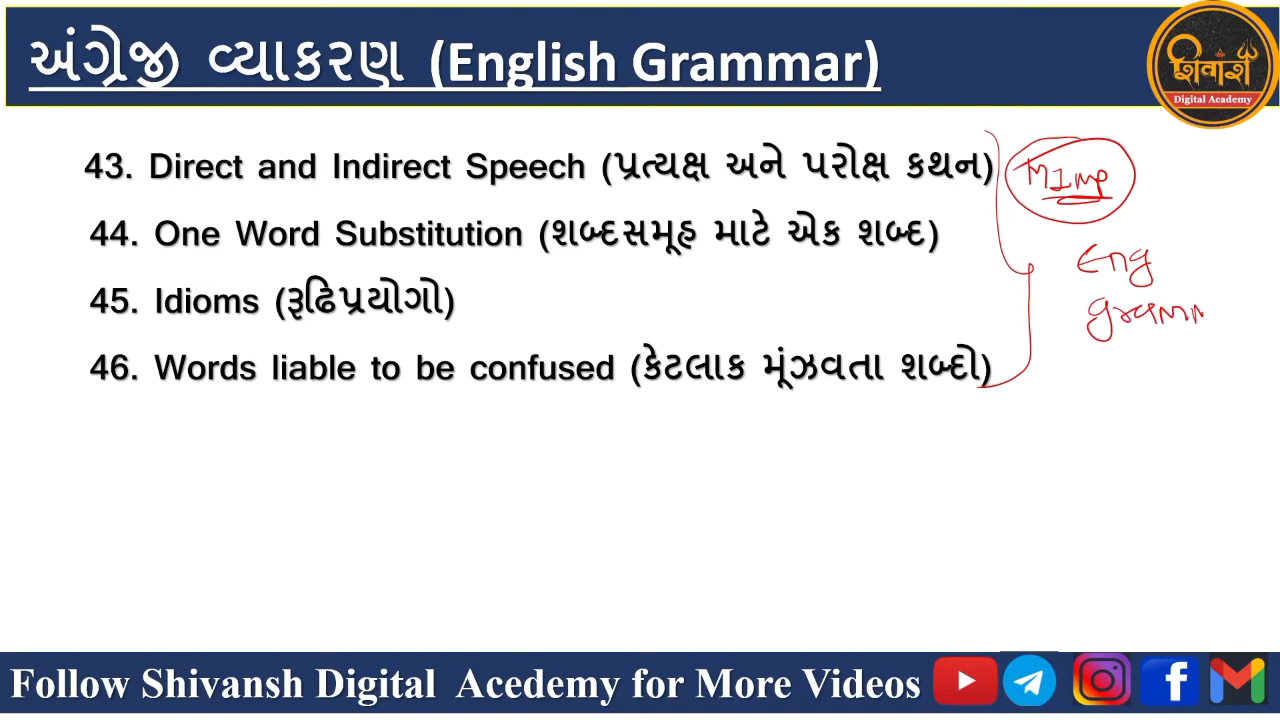 અંગ્રેજી વ્યાકરણ (English Grammar)
शिवांश
Digital Academy
43. Direct and Indirect Speech (પ્રત્યક્ષ અને પરોક્ષ કથન)
M Imp
44. One Word Substitution (શબ્દસમૂહ માટે એક શબ્દ)
Eng
45. Idioms (રૂઢિપ્રયોગો)
46. Words liable to be confused (કેટલાક મૂંઝવતા શબ્દો)
Follow Shivansh Digital Acedemy for More Videos